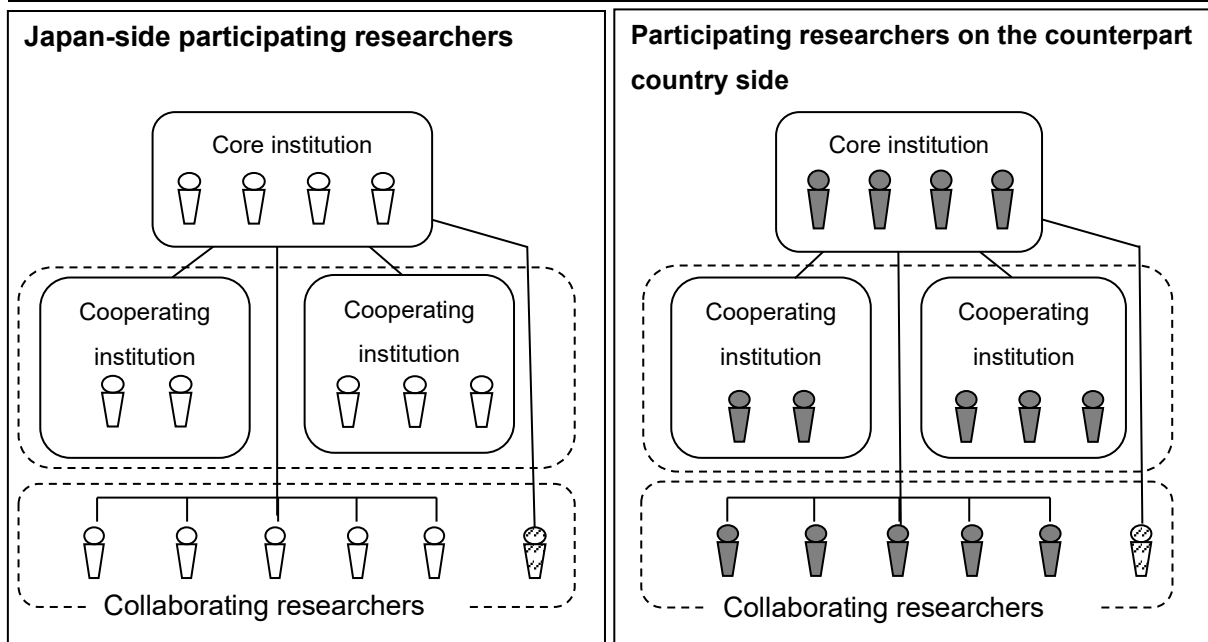 Japan-side participating researchers
Core institution
Cooperating
institution
Cooperating
institution
Collaborating researchers
Participating researchers on the counterpart
country side
Core institution
Cooperating
institution
Cooperating
institution
Collaborating researchers